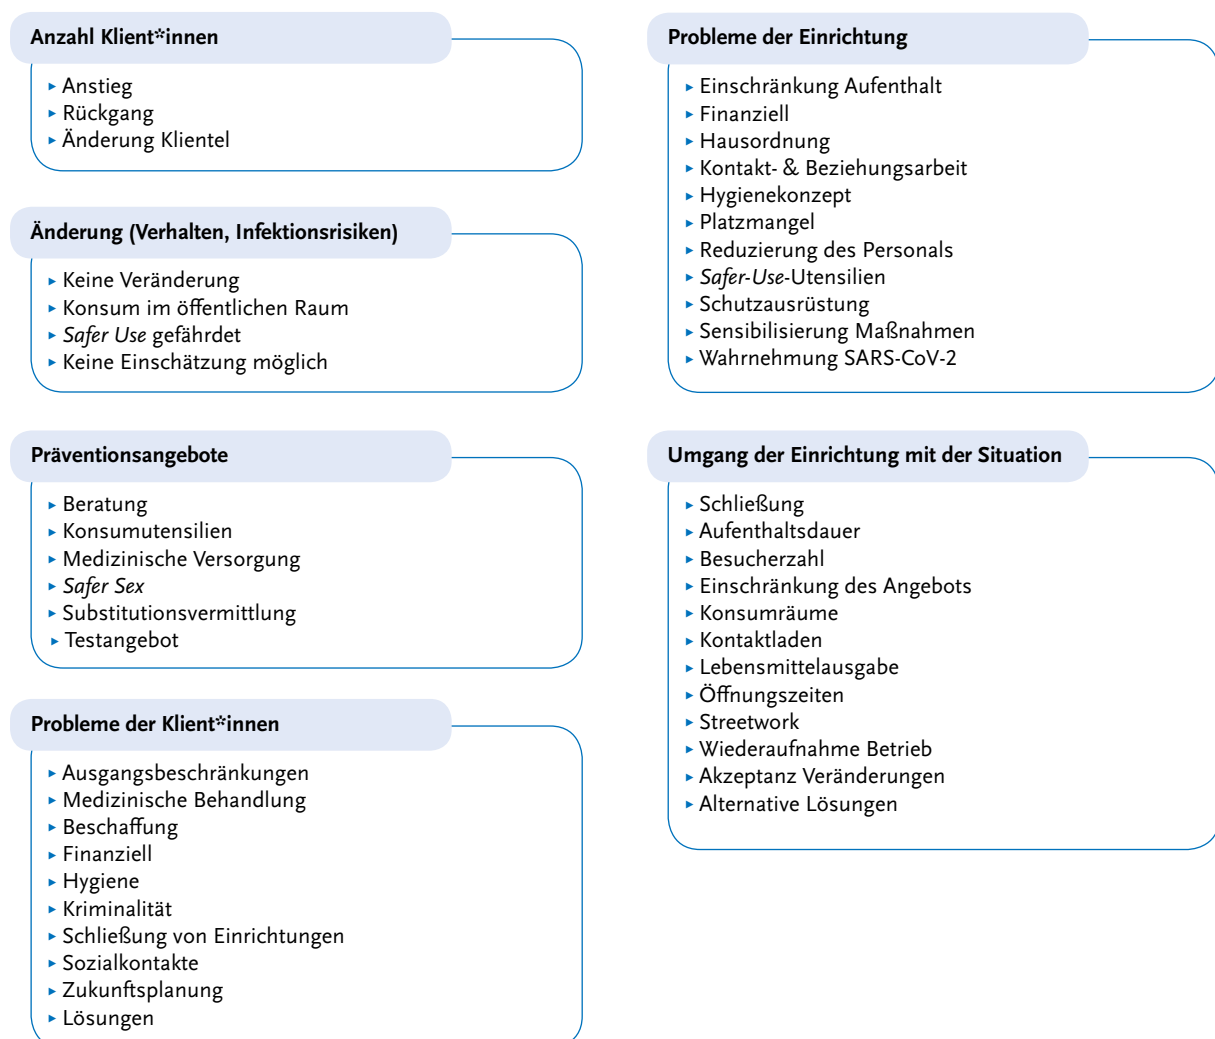 Anzahl Klient*innen
▸ Anstieg
▸ Rückgang
▸ Änderung Klientel
Änderung (Verhalten, Infektionsrisiken)
▸ Keine Veränderung
▸ Konsum im öffentlichen Raum
▸ Safer Use gefährdet
▸ Keine Einschätzung möglich
Präventionsangebote
▸ Beratung
▸ Konsumutensilien
▸ Medizinische Versorgung
▸ Safer Sex
▸ Substitutionsvermittlung
▸ Testangebot
Probleme der Klient*innen
▸ Ausgangsbeschränkungen
▸ Medizinische Behandlung
▸ Beschaffung
▸ Finanziell
▸ Hygiene
▸ Kriminalität
▸ Schließung von Einrichtungen
▸ Sozialkontakte
▸ Zukunftsplanung
▸ Lösungen
Probleme der Einrichtung
▸ Einschränkung Aufenthalt
▸ Finanziell
▸ Hausordnung
▸ Kontakt- & Beziehungsarbeit
▸ Hygienekonzept
▸ Platzmangel
▸ Reduzierung des Personals
▸ Safer-Use-Utensilien
▸ Schutzausrüstung
▸ Sensibilisierung Maßnahmen
▸ Wahrnehmung SARS-CoV-2
Umgang der Einrichtung mit der Situation
▸ Schließung
▸ Aufenthaltsdauer
▸ Besucherzahl
▸ Einschränkung des Angebots
▸ Konsumräume
▸ Kontaktladen
▸ Lebensmittelausgabe
▸ Öffnungszeiten
▸ Streetwork
▸ Wiederaufnahme Betrieb
▸ Akzeptanz Veränderungen
▸ Alternative Lösungen